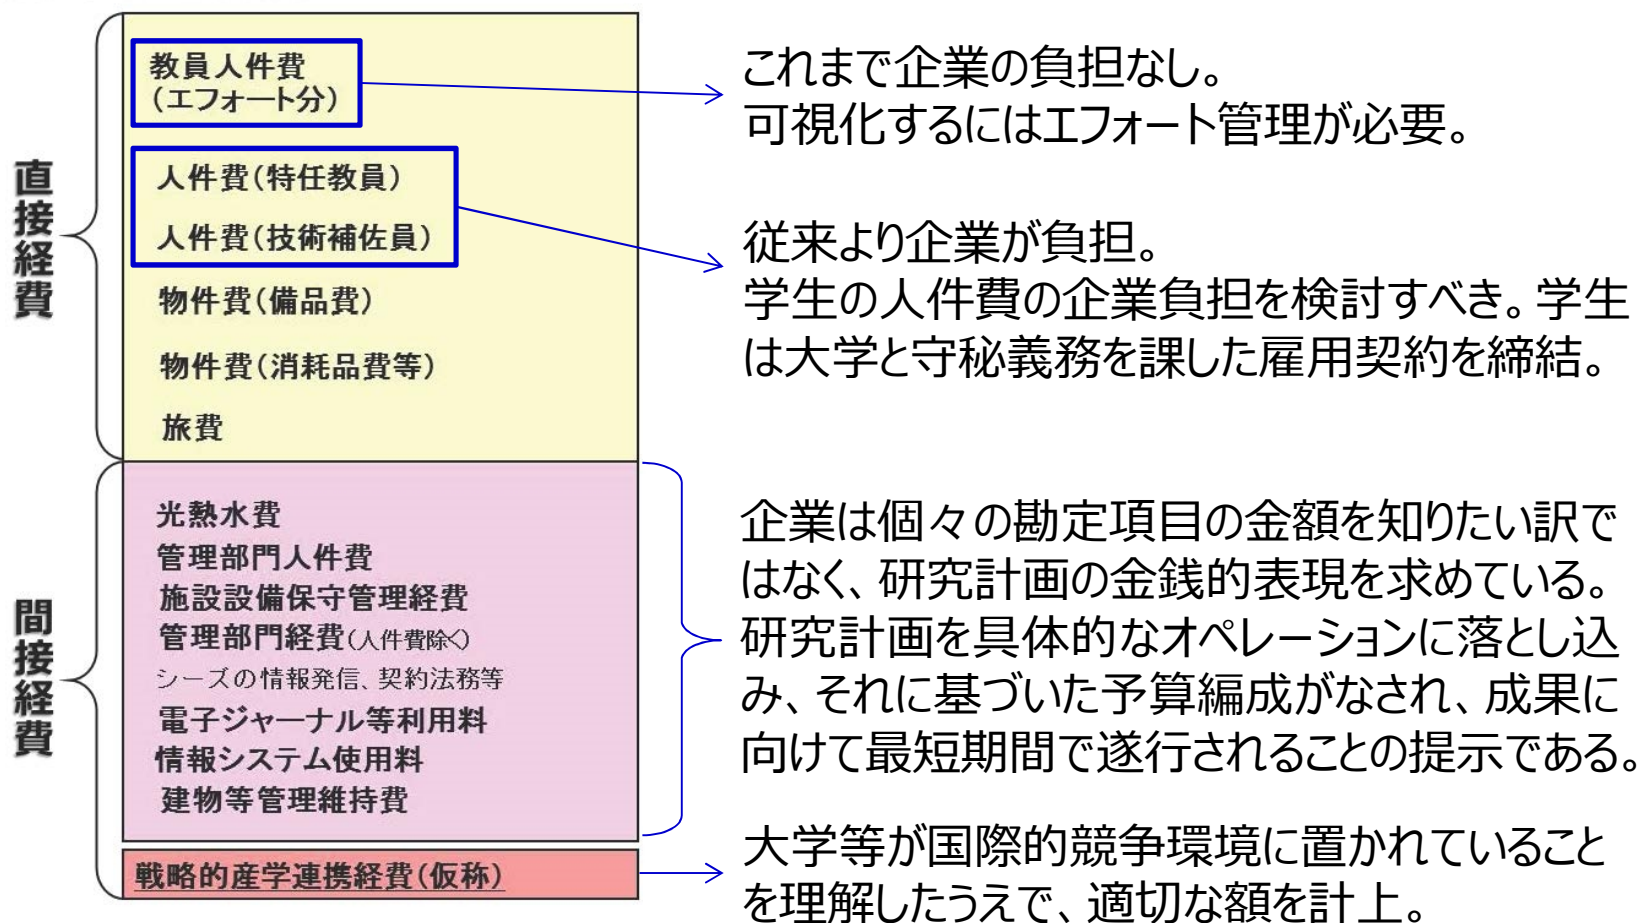 直接経費
教員人件費
（エフォート分）
人件費（特任教員）
人件費（技術補佐員）
物件費（備品費）
物件費（消耗品費等）
旅費
間接経費
光熱水費
管理部門人件費
施設設備保守管理経費
管理部門経費（人件費除く）
シーズの情報発信、契約法務等
電子ジャーナル等利用料
情報システム使用料
建物等管理維持費
戦略的産学連携経費（仮称）
これまで企業の負担なし。
可視化するにはエフォート管理が必要。
従来より企業が負担。
学生の人件費の企業負担を検討すべき。学生
は大学と守秘義務を課した雇用契約を締結。
企業は個々の勘定項目の金額を知りたい訳で
はなく、研究計画の金銭的表現を求めている。
研究計画を具体的なオペレーションに落とし込
み、それに基づいた予算編成がなされ、成果に
向けて最短期間で遂行されることの提示である。
大学等が国際的競争環境に置かれていること
を理解したうえで、適切な額を計上。